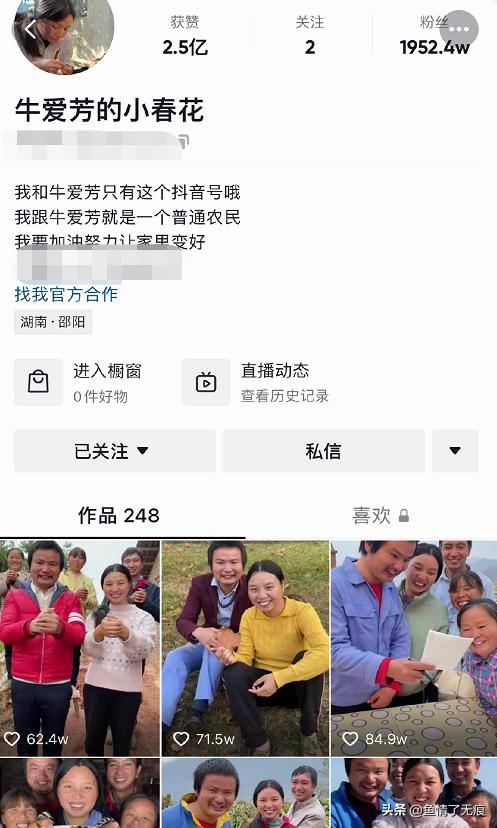 获赞
关注
粉丝
2.5亿
2
1952.4w
牛爱芳的小春花
我和牛爱芳只有这个抖音号哦
我跟牛爱芳就是一个普通农民
我要加油努力让家里变好
找我官方合作
湖南·邵阳
进入橱窗
0件好物
直播动态
查看历史记录
已关注
私信
作品 248
喜欢
62.4w
71.5w
84.9w
头条 @鱼情了无痕